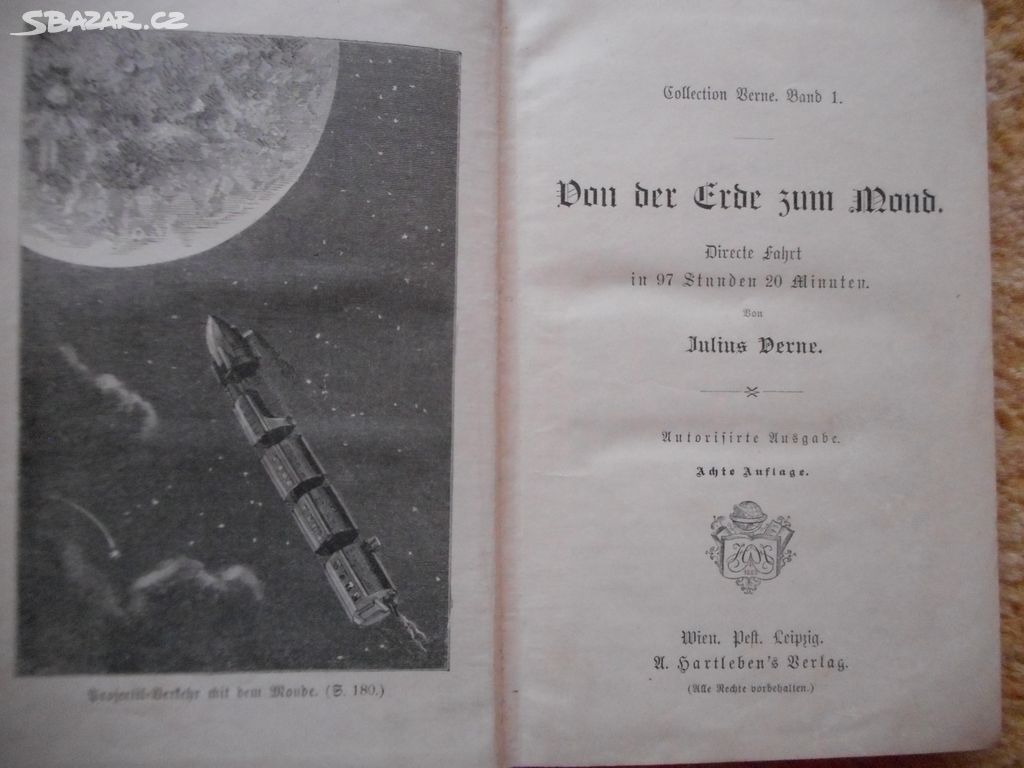 SBAZAR.CZ
Projectil-Verkehr mit dem Monde. (S. 180.)
Collection Verne. Band 1.
Von der Erde zum Mond.
Directe Fahrt
in 97 Stunden 20 Minuten.
Von
Julius Verne.
Autorisirte Ausgabe.
Achte Auflage.
Wien. Pest. Leipzig.
A. Hartleben's Verlag.
(Alle Rechte vorbehalten.)